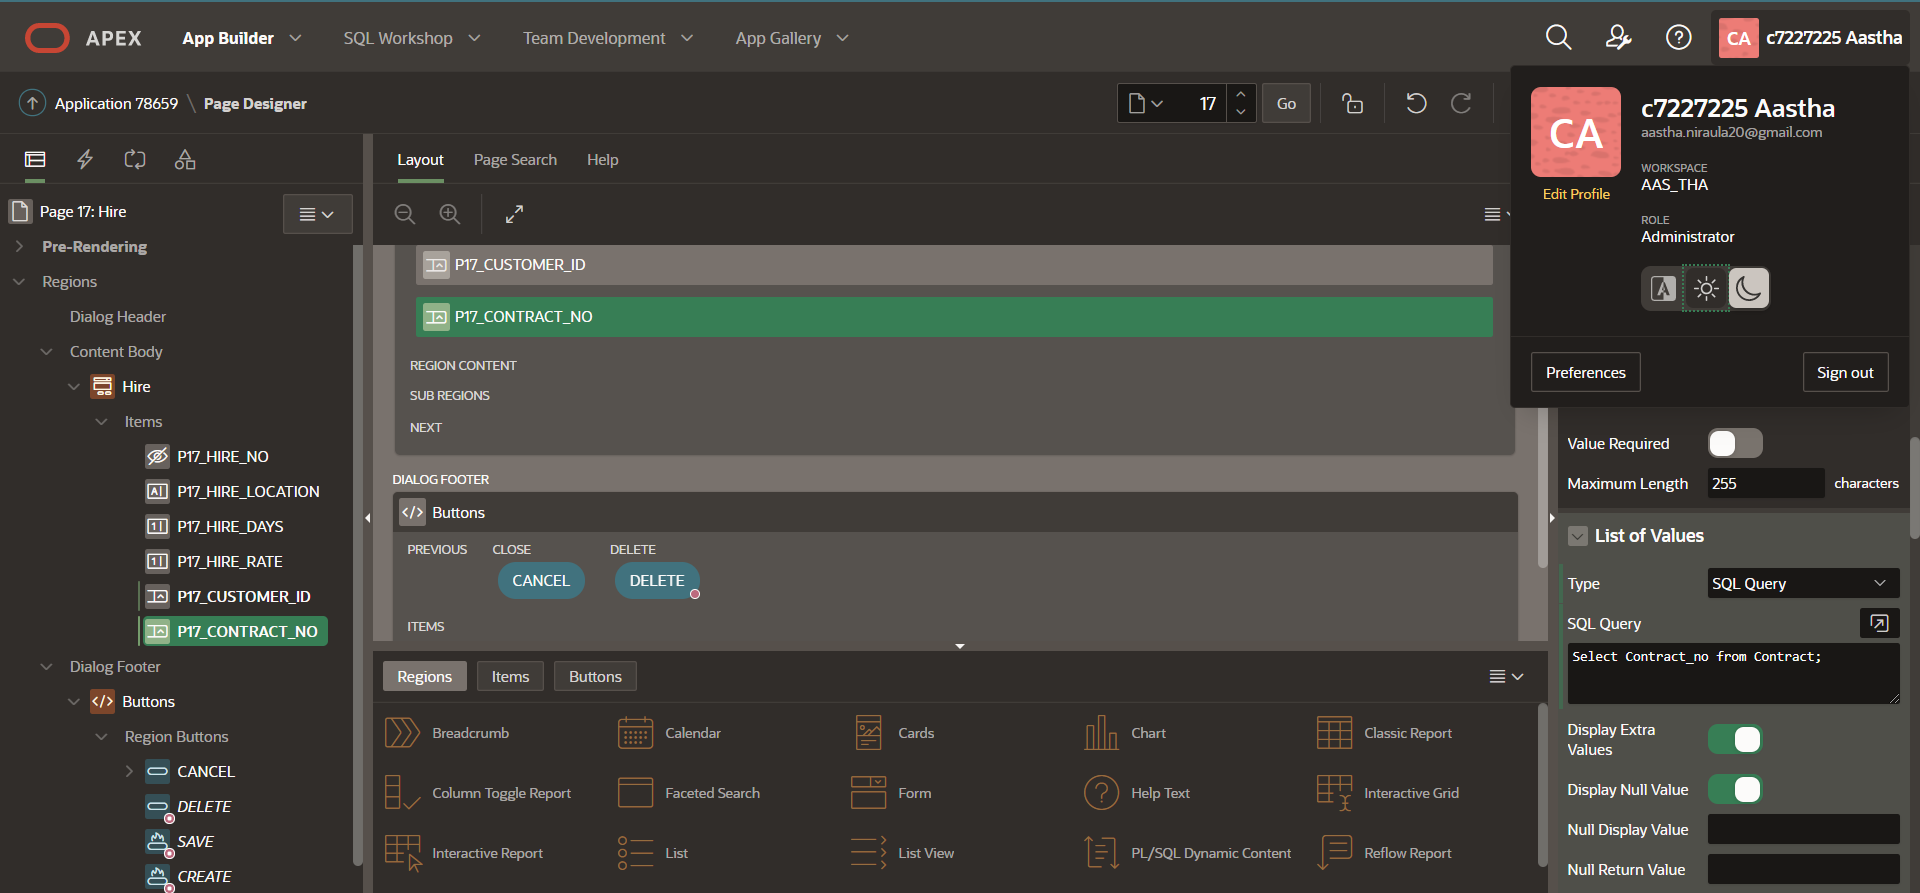 APEX
App Builder
SQL Workshop
Team Development
App Gallery
CA
c7227225 Aastha
Application 78659 \ Page Designer
17
Go
CA
c7227225 Aastha
aastha.niraula20@gmail.com
WORKSPACE
AAS_THA
Edit Profile
ROLE
Administrator
Preferences
Sign out
Page 17: Hire
Pre-Rendering
Regions
Dialog Header
Content Body
Hire
Items
P17_HIRE_NO
P17_HIRE_LOCATION
P17_HIRE_DAYS
P17_HIRE_RATE
P17_CUSTOMER_ID
P17_CONTRACT_NO
Dialog Footer
Buttons
Region Buttons
CANCEL
DELETE
SAVE
CREATE
Layout
Page Search
Help
P17_CUSTOMER_ID
P17_CONTRACT_NO
REGION CONTENT
SUB REGIONS
NEXT
DIALOG FOOTER
Buttons
PREVIOUS
CLOSE
DELETE
CANCEL
DELETE
ITEMS
Regions
Items
Buttons
Breadcrumb
Calendar
Cards
Chart
Classic Report
Column Toggle Report
Faceted Search
Form
Help Text
Interactive Grid
Interactive Report
List
List View
PL/SQL Dynamic Content
Reflow Report
Value Required
Maximum Length
255
characters
List of Values
Type
SQL Query
SQL Query
Select Contract_no from Contract;
Display Extra
Values
Display Null Value
Null Display Value
Null Return Value